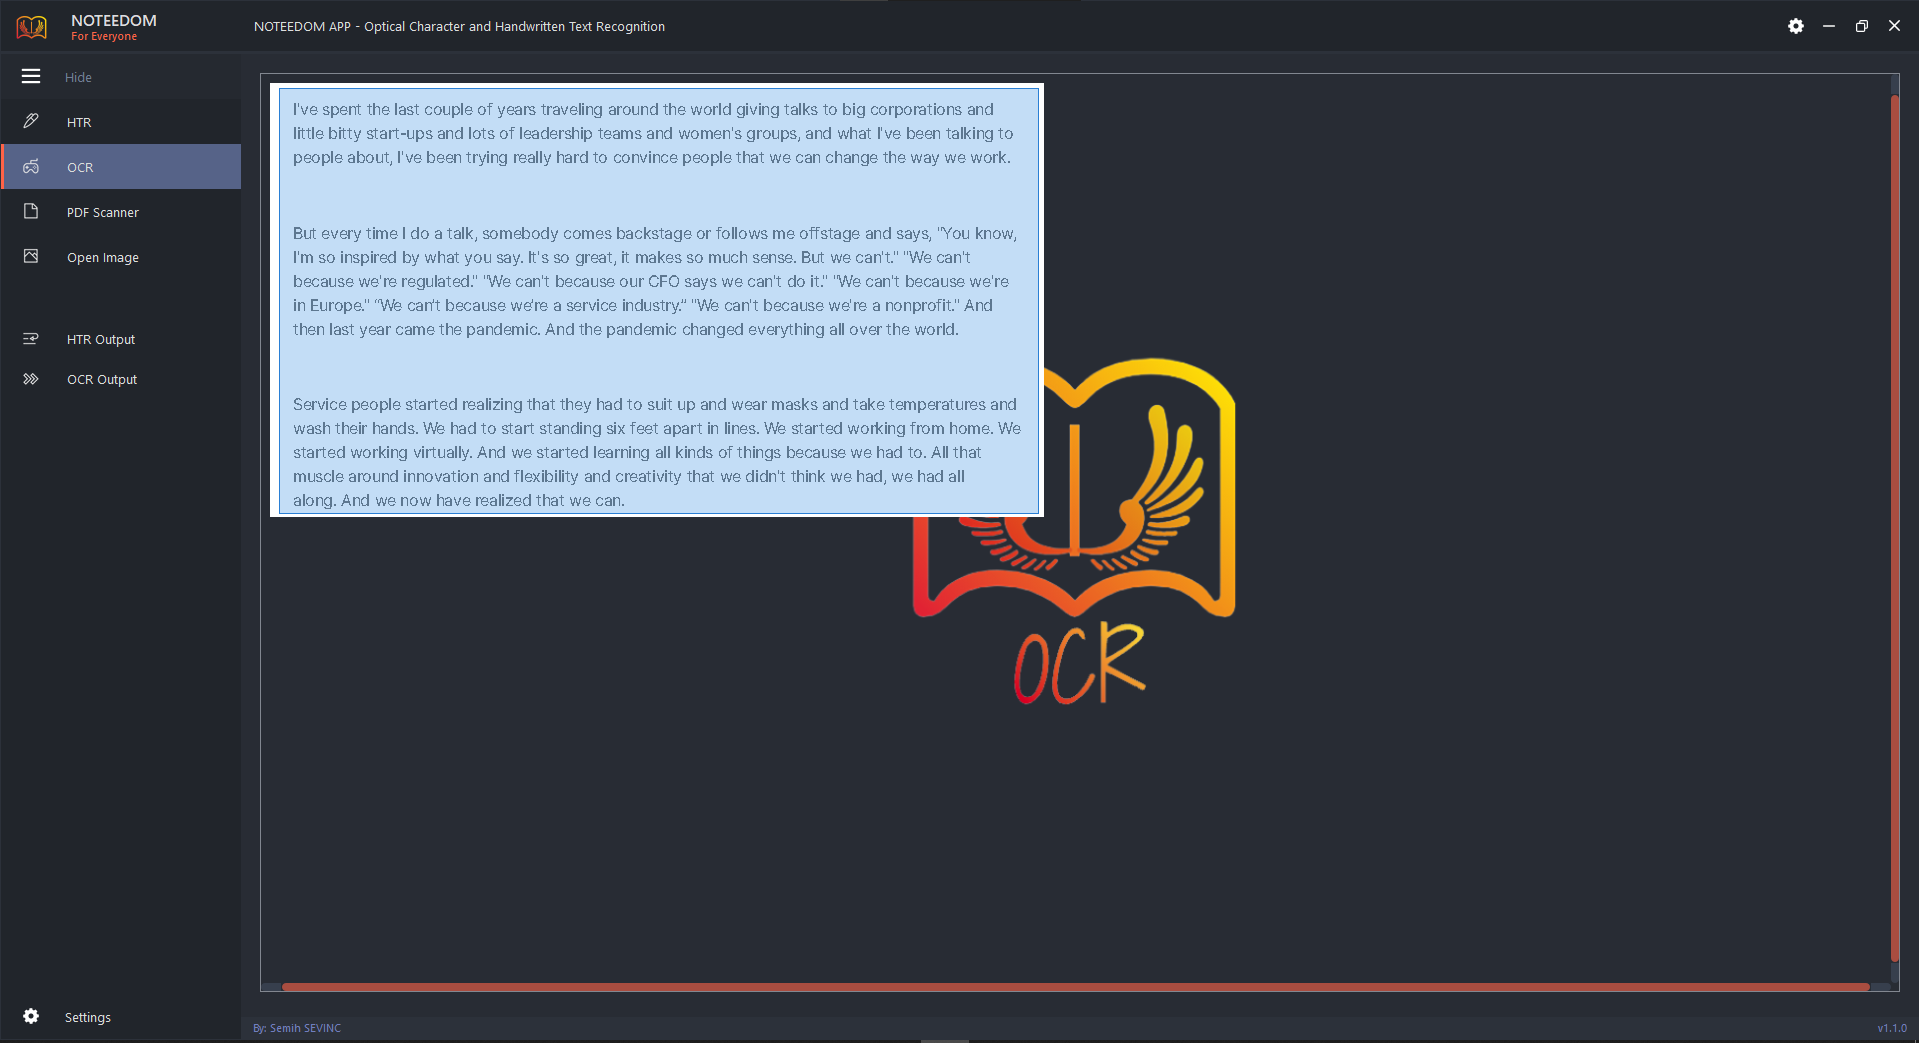 NOTEEDOM
For Everyone
NOTEEDOM APP - Optical Character and Handwritten Text Recognition
Hide
HTR
OCR
PDF Scanner
Open Image
HTR Output
OCR Output
Settings
I've spent the last couple of years traveling around the world giving talks to big corporations and
little bitty start-ups and lots of leadership teams and women's groups, and what I've been talking to
people about, I've been trying really hard to convince people that we can change the way we work.
But every time I do a talk, somebody comes backstage or follows me offstage and says, "You know,
I'm so inspired by what you say. It's so great, it makes so much sense. But we can't." "We can't
because we're regulated." "We can't because our CFO says we can't do it." "We can't because we're
in Europe." "We can't because we're a service industry." "We can't because we're a nonprofit." And
then last year came the pandemic. And the pandemic changed everything all over the world.
Service people started realizing that they had to suit up and wear masks and take temperatures and
wash their hands. We had to start standing six feet apart in lines. We started working from home. We
started working virtually. And we started learning all kinds of things because we had to. All that
muscle around innovation and flexibility and creativity that we didn't think we had, we had all
along. And we now have realized that we can.
OCR
By: Semih SEVINC
v1.1.0